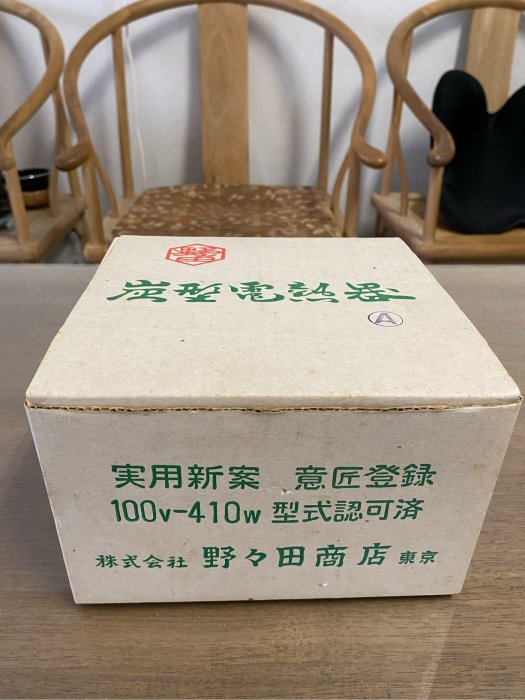 炭型電熱器
A
実用新案 意匠登録
100v-410w 型式認可済
株式会社 野々田商店 東京